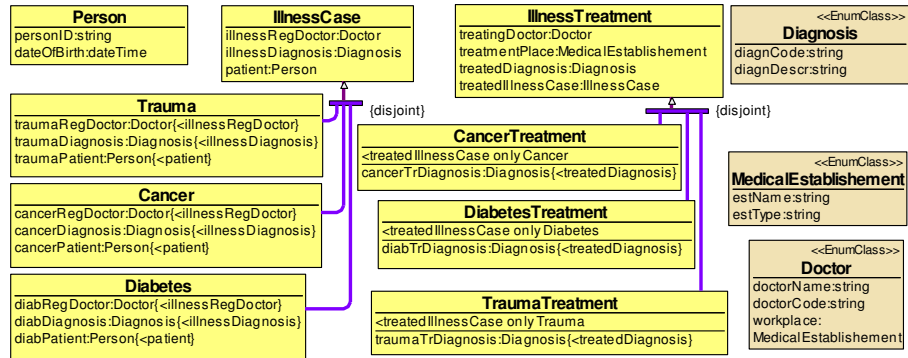 Person
personID:string
dateOfBirth:dateTime
IllnessCase
illnessRegDoctor:Doctor
illnessDiagnosis:Diagnosis
patient:Person
IllnessTreatment
treatingDoctor:Doctor
treatmentPlace:MedicalEstablishement
treatedDiagnosis:Diagnosis
treatedIllnessCase:IllnessCase
<<EnumClass>>
Diagnosis
diagnCode:string
diagnDescr:string
{disjoint}
{disjoint}
Trauma
traumaRegDoctor:Doctor{<illnessRegDoctor}
traumaDiagnosis:Diagnosis{<illnessDiagnosis}
traumaPatient:Person{<patient}
CancerTreatment
<treatedIllnessCase only Cancer
cancerTrDiagnosis:Diagnosis{<treatedDiagnosis}
<<EnumClass>>
MedicalEstablishement
estName:string
estType:string
Cancer
cancerRegDoctor:Doctor{<illnessRegDoctor}
cancerDiagnosis:Diagnosis{<illnessDiagnosis}
cancerPatient:Person{<patient}
DiabetesTreatment
<treatedIllnessCase only Diabetes
diabTrDiagnosis:Diagnosis{<treatedDiagnosis}
<<EnumClass>>
Doctor
doctorName:string
doctorCode:string
workplace:
MedicalEstablishement
Diabetes
diabRegDoctor:Doctor{<illnessRegDoctor}
diabDiagnosis:Diagnosis{<illnessDiagnosis}
diabPatient:Person{<patient}
TraumaTreatment
<treatedIllnessCase only Trauma
traumaTrDiagnosis:Diagnosis{<treatedDiagnosis}